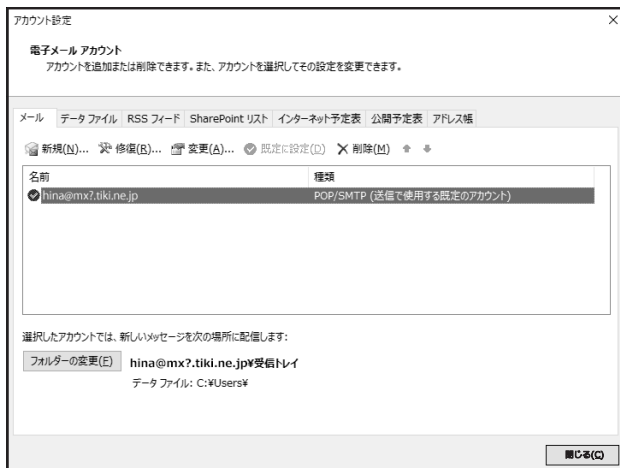 アカウント設定
電子メール アカウント
アカウントを追加または削除できます。また、アカウントを選択してその設定を変更できます。
メール データ ファイル RSS フィード SharePoint リスト インターネット予定表 公開予定表 アドレス帳
新規(N)... 修復(R)... 変更(A)... 既定に設定(D) 削除(M)
名前 種類
hina@mx?.tiki.ne.jp POP/SMTP (送信で使用する既定のアカウント)
選択したアカウントでは、新しいメッセージを次の場所に配信します:
フォルダーの変更(F) hina@mx?.tiki.ne.jp¥受信トレイ
データ ファイル: C:¥Users¥
閉じる(C)